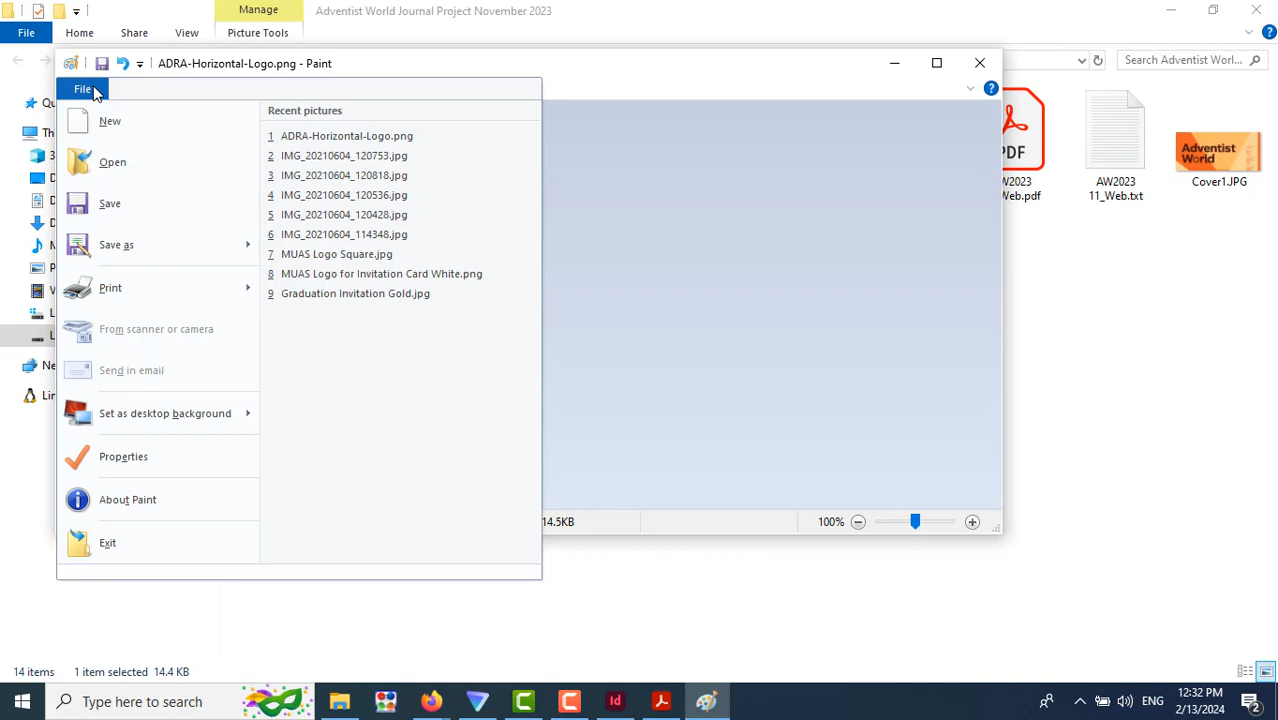 Manage
Adventist World Journal Project November 2023
File
Home
Share
View
Picture Tools
ADRA-Horizontal-Logo.png - Paint
Search Adventist W...
File
New
Open
Save
Save as
Print
From scanner or camera
Send in email
Set as desktop background
Properties
About Paint
Exit
Recent pictures
1 ADRA-Horizontal-Logo.png
2 IMG_20210604_120753.jpg
3 IMG_20210604_120818.jpg
4 IMG_20210604_120536.jpg
5 IMG_20210604_120428.jpg
6 IMG_20210604_114348.jpg
7 MUAS Logo Square.jpg
8 MUAS Logo for Invitation Card White.png
9 Graduation Invitation Gold.jpg
14.5KB
100%
PDF
W2023
Web.pdf
AW2023
11_Web.txt
Adventist
World
Cover1.JPG
14 items
1 item selected 14.4 KB
Type here to search
Id
ENG
12:32 PM
2/13/2024
2